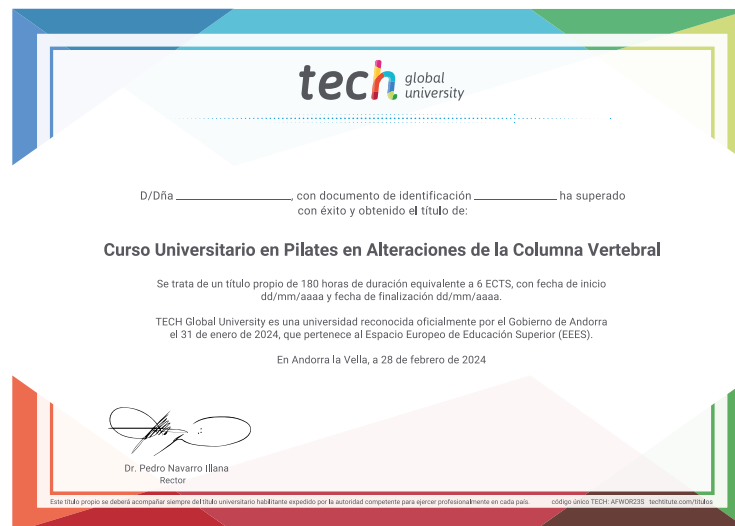 tech global university
D/Dña ____________________, con documento de identificación ______________ ha superado
con éxito y obtenido el título de:
Curso Universitario en Pilates en Alteraciones de la Columna Vertebral
Se trata de un título propio de 180 horas de duración equivalente a 6 ECTS, con fecha de inicio
dd/mm/aaaa y fecha de finalización dd/mm/aaaa.
TECH Global University es una universidad reconocida oficialmente por el Gobierno de Andorra
el 31 de enero de 2024, que pertenece al Espacio Europeo de Educación Superior (EEES).
En Andorra la Vella, a 28 de febrero de 2024
Dr. Pedro Navarro Illana
Rector
Este título propio se deberá acompañar siempre del título universitario habilitante expedido por la autoridad competente para ejercer profesionalmente en cada país. código único TECH: AFWOR23S techtitute.com/titulos